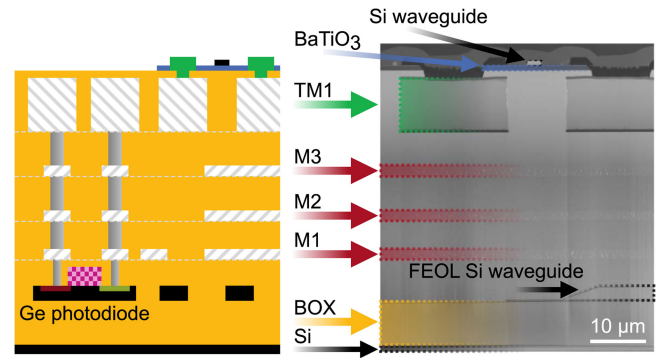 Si waveguide
BaTiO3
TM1
M3
M2
M1
FEOL Si waveguide
Ge photodiode
BOX
10 μm
Si